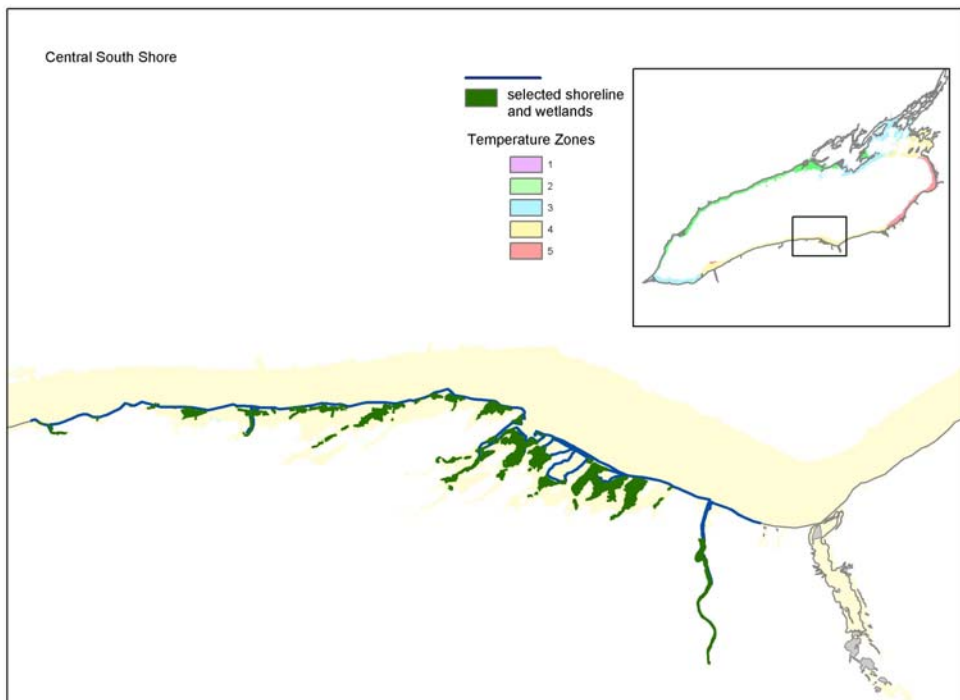 Central South Shore
selected shoreline
and wetlands
Temperature Zones
1
2
3
4
5